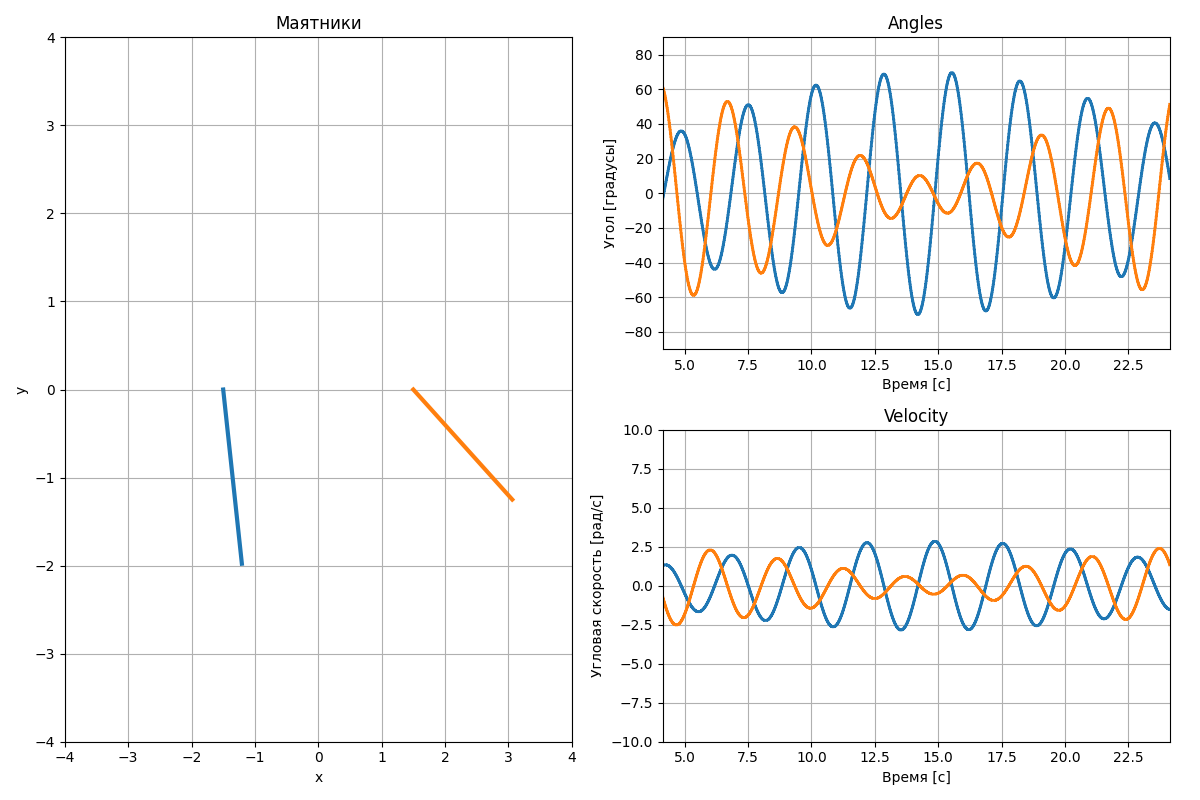 Маятники
4
3
2
1
0
−1
−2
−3
−4
y
−4 −3 −2 −1 0 1 2 3 4
x
Angles
80
60
40
20
0
−20
−40
−60
−80
Угол [градусы]
5.0 7.5 10.0 12.5 15.0 17.5 20.0 22.5
Время [с]
Velocity
10.0
7.5
5.0
2.5
0.0
−2.5
−5.0
−7.5
−10.0
Угловая скорость [рад/с]
5.0 7.5 10.0 12.5 15.0 17.5 20.0 22.5
Время [с]